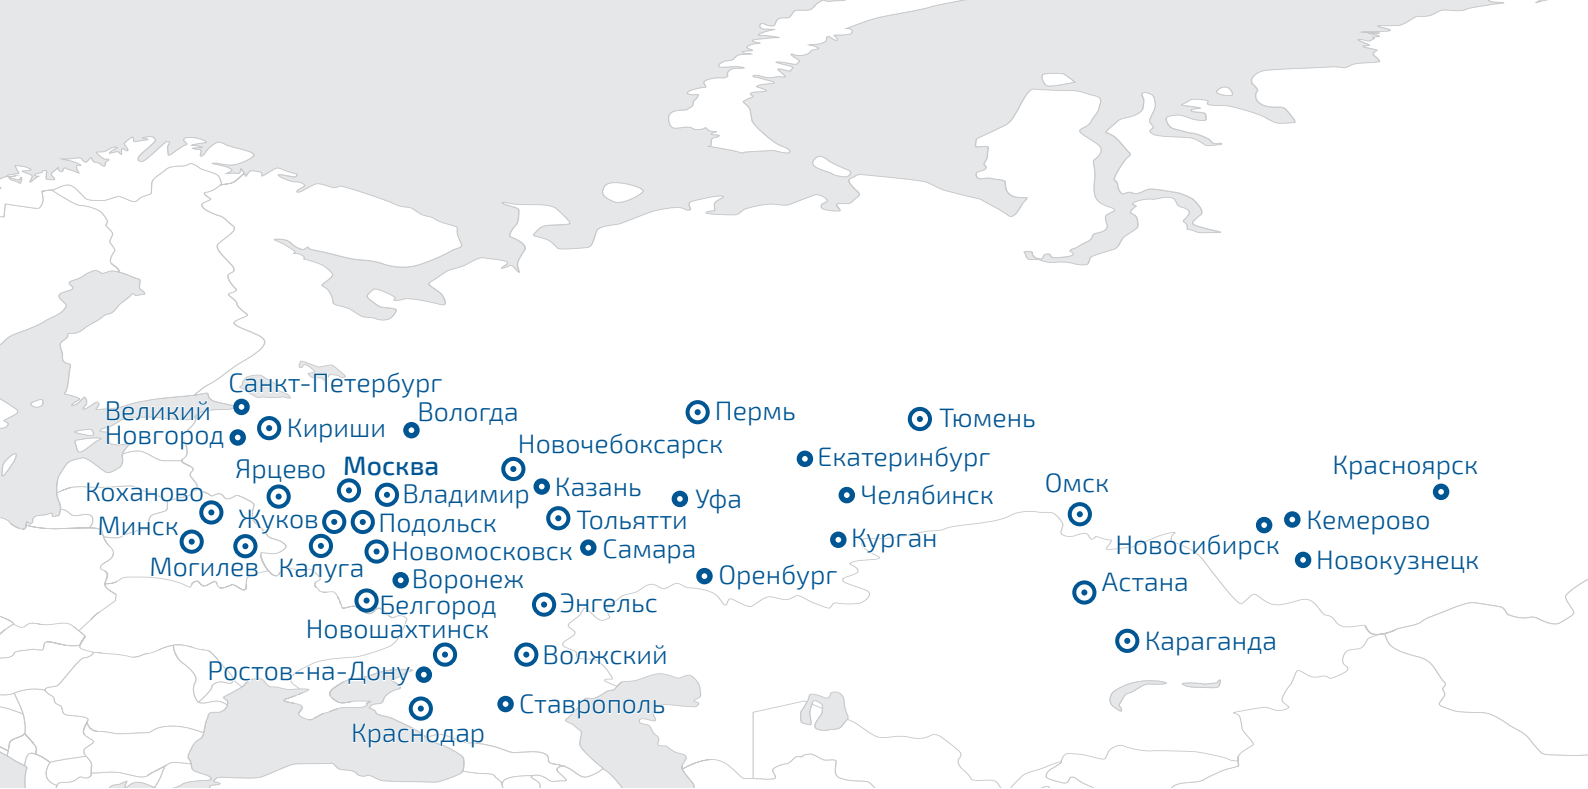 Санкт-Петербург
Великий
Новгород
Кириши
Вологда
Пермь
Тюмень
Новочебоксарск
Екатеринбург
Красноярск
Ярцево
Москва
Владимир
Казань
Уфа
Челябинск
Омск
Коханово
Минск
Жуков
Подольск
Тольятти
Кемерово
Могилев
Калуга
Новомосковск
Самара
Курган
Новосибирск
Новокузнецк
Воронеж
Оренбург
Астана
Белгород
Энгельс
Новошахтинск
Караганда
Волжский
Ростов-на-Дону
Ставрополь
Краснодар